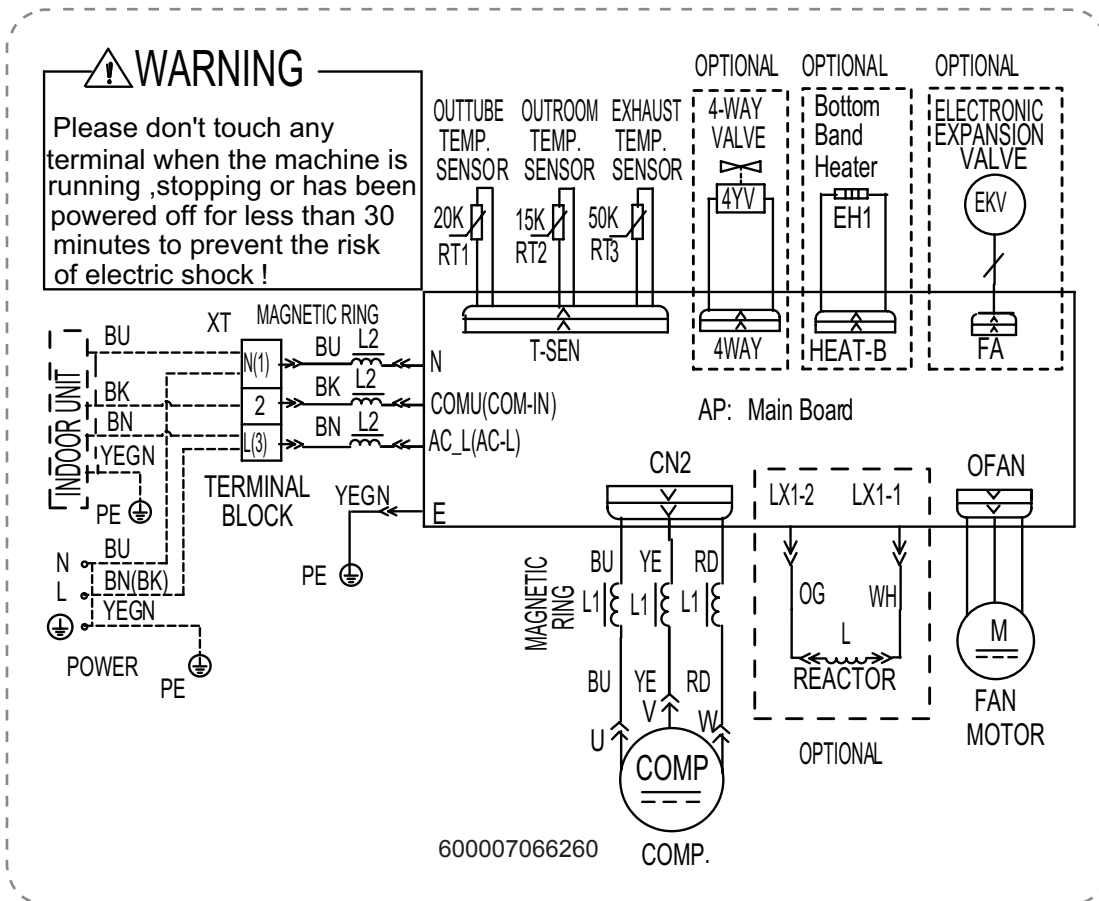 WARNING
Please don't touch any
terminal when the machine is
running ,stopping or has been
powered off for less than 30
minutes to prevent the risk
of electric shock !
OUTTUBE
TEMP.
SENSOR
OUTROOM
TEMP.
SENSOR
EXHAUST
TEMP.
SENSOR
20K
RT1
15K
RT2
50K
RT3
T-SEN
OPTIONAL
4-WAY
VALVE
4YV
4WAY
OPTIONAL
Bottom
Band
Heater
EH1
HEAT-B
OPTIONAL
ELECTRONIC
EXPANSION
VALVE
EKV
FA
INDOOR UNIT
BU
BK
BN
YEGN
PE
XT
N(1)
2
L(3)
TERMINAL
BLOCK
MAGNETIC RING
BU
L2
N
BK
L2
COMU(COM-IN)
BN
L2
AC_L(AC-L)
YEGN
E
PE
AP: Main Board
N
BU
L
BN(BK)
YEGN
POWER
PE
CN2
MAGNETIC
RING
BU
YE
RD
L1
L1
L1
BU
YE
RD
U
V
W
COMP
COMP.
LX1-2
LX1-1
OG
WH
L
REACTOR
OPTIONAL
OFAN
M
FAN
MOTOR
600007066260